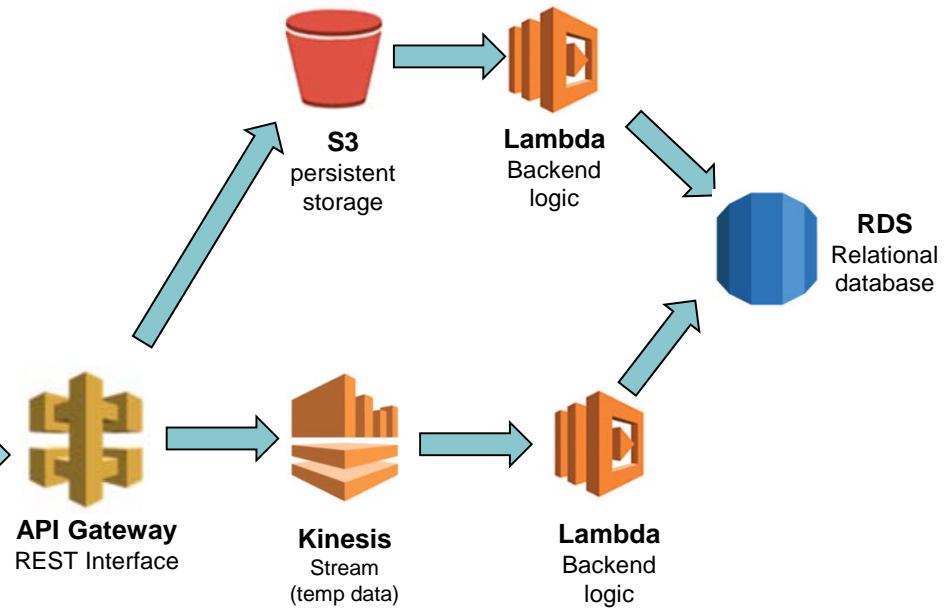 S3
persistent
storage
Lambda
Backend
logic
RDS
Relational
database
API Gateway
REST Interface
Kinesis
Stream
(temp data)
Lambda
Backend
logic